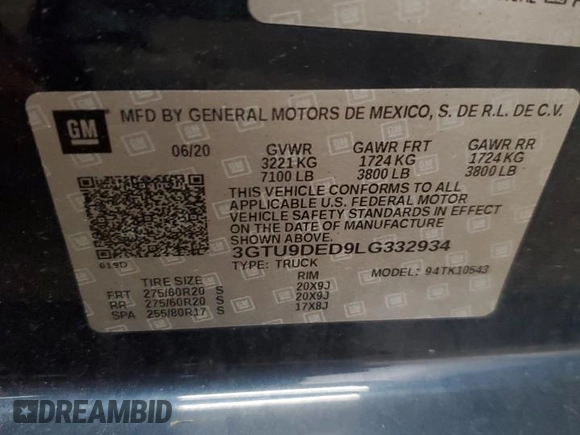 GM
MFD BY GENERAL MOTORS DE MEXICO, S. DE R.L. DE C.V.
06/20 GVWR GAWR FRT GAWR RR
3221 KG 1724 KG 1724 KG
7100 LB 3800 LB 3800 LB
THIS VEHICLE CONFORMS TO ALL
APPLICABLE U.S. FEDERAL MOTOR
VEHICLE SAFETY STANDARDS IN EFFECT
ON THE DATE OF MANUFACTURE
SHOWN ABOVE.
3GTU9DED9LG332934
TYPE: TRUCK MODEL: 94TK10543
TIRE SIZE RIM
FRT 275/60R20 S 20X9J
RR 275/60R20 S 20X9J
SPA 255/80R17 S 17X8J
DREAMBID